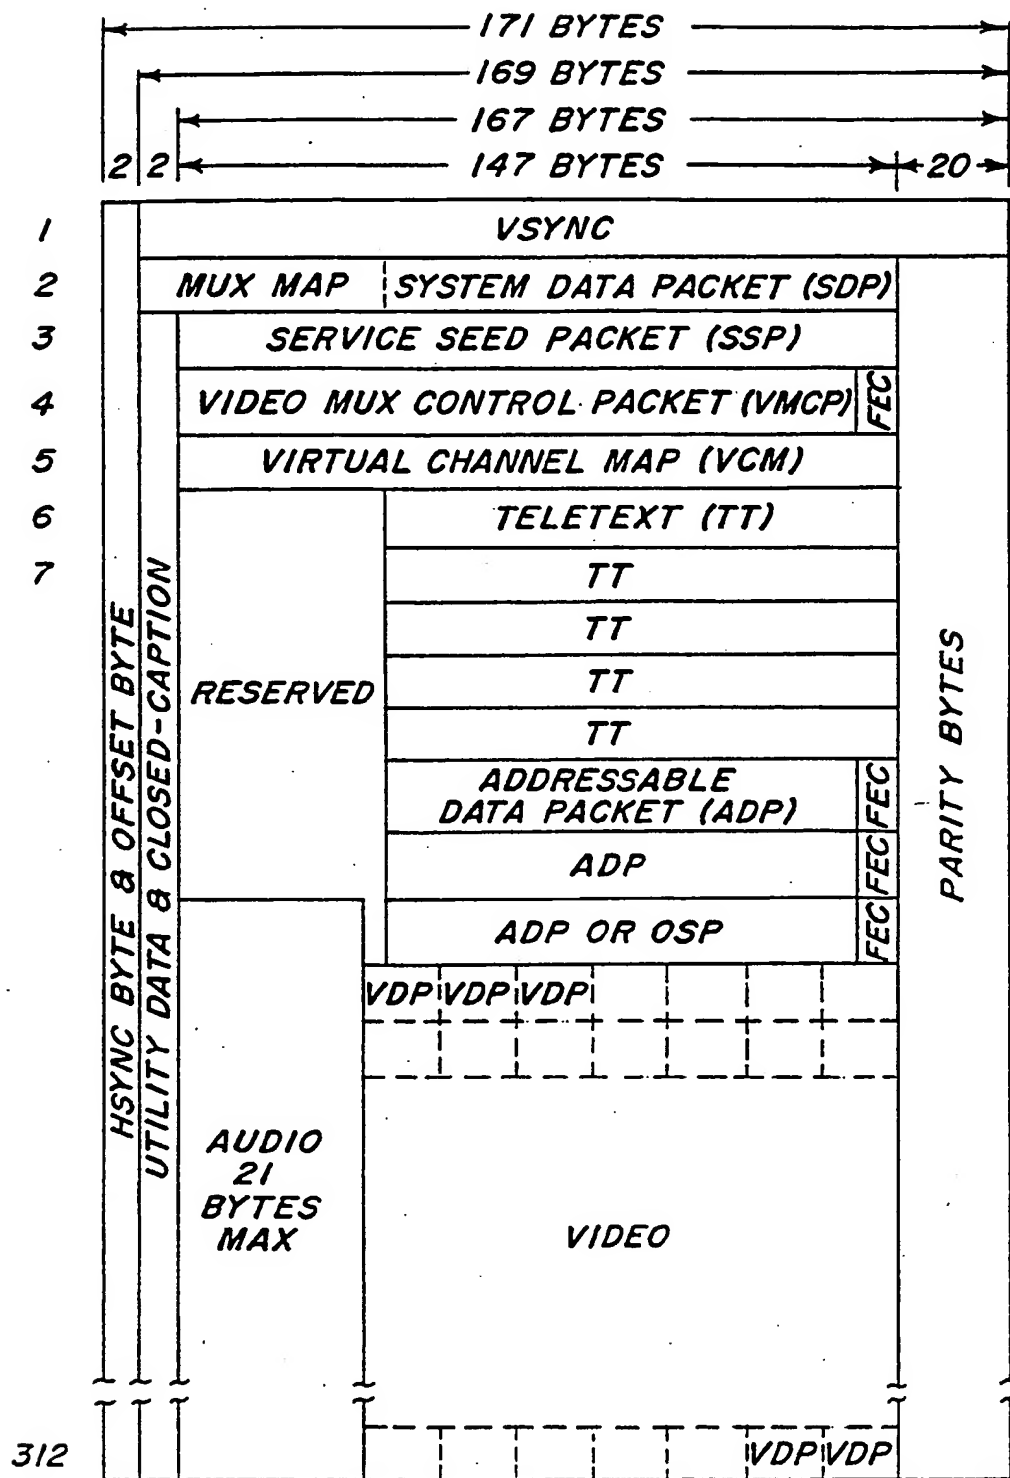 171 BYTES
169 BYTES
167 BYTES
2 2 147 BYTES 20
1 VSYNC
2 MUX MAP SYSTEM DATA PACKET (SDP)
3 SERVICE SEED PACKET (SSP)
4 VIDEO MUX CONTROL PACKET (VMCP) FEC
5 VIRTUAL CHANNEL MAP (VCM)
6 TELETEXT (TT)
7 TT
TT
TT
TT
RESERVED
ADDRESSABLE
DATA PACKET (ADP) FEC
ADP FEC
ADP OR OSP FEC
HSYNC BYTE & OFFSET BYTE
UTILITY DATA & CLOSED-CAPTION
PARITY BYTES
VDP VDP VDP
AUDIO
21
BYTES
MAX
VIDEO
312 VDP VDP